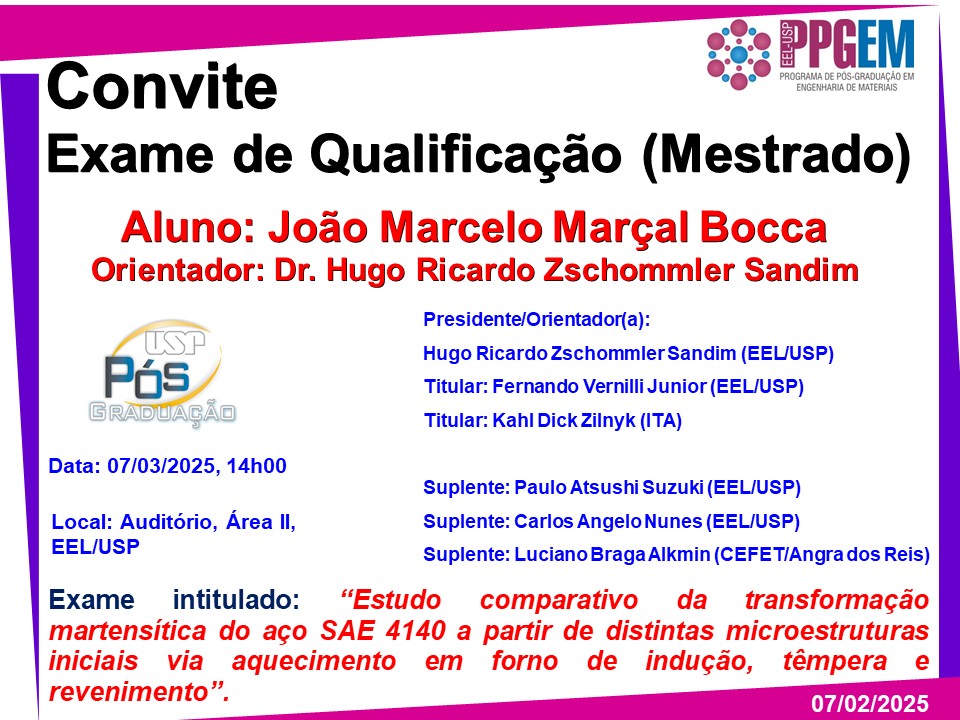 EEL-USP
PPGEM
PROGRAMA DE PÓS-GRADUAÇÃO EM
ENGENHARIA DE MATERIAIS
Convite
Exame de Qualificação (Mestrado)
Aluno: João Marcelo Marçal Bocca
Orientador: Dr. Hugo Ricardo Zschommler Sandim
USP
PÓS
GRADUAÇÃO
Data: 07/03/2025, 14h00
Local: Auditório, Área II,
EEL/USP
Presidente/Orientador(a):
Hugo Ricardo Zschommler Sandim (EEL/USP)
Titular: Fernando Vernilli Junior (EEL/USP)
Titular: Kahl Dick Zilnyk (ITA)
Suplente: Paulo Atsushi Suzuki (EEL/USP)
Suplente: Carlos Angelo Nunes (EEL/USP)
Suplente: Luciano Braga Alkmin (CEFET/Angra dos Reis)
Exame intitulado: “Estudo comparativo da transformação
martensítica do aço SAE 4140 a partir de distintas microestruturas
iniciais via aquecimento em forno de indução, têmpera e
revenimento”.
07/02/2025